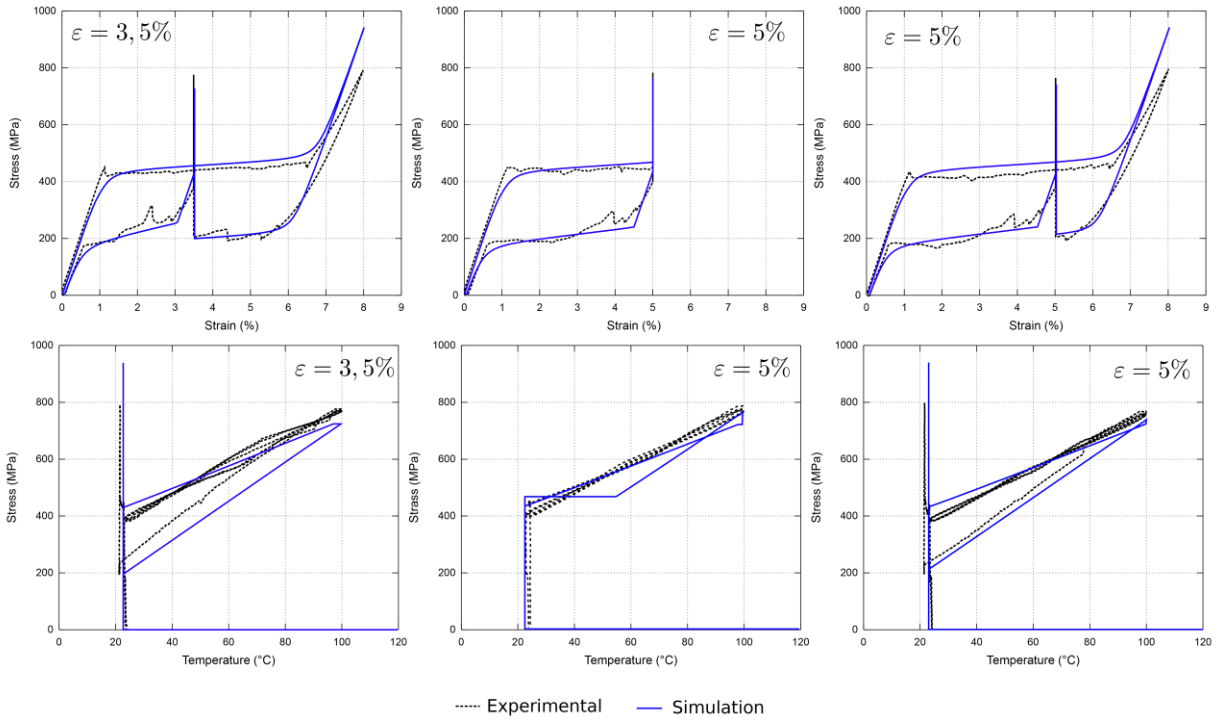 ε = 3, 5%
1000
800
600
400
200
0
Stress (MPa)
0 1 2 3 4 5 6 7 8 9
Strain (%)
ε = 5%
1000
800
600
400
200
0
Stress (MPa)
0 1 2 3 4 5 6 7 8 9
Strain (%)
ε = 5%
1000
800
600
400
200
0
Stress (MPa)
0 1 2 3 4 5 6 7 8 9
Strain (%)
ε = 3, 5%
1000
800
600
400
200
0
Stress (MPa)
0 20 40 60 80 100 120
Temperature (°C)
ε = 5%
1000
800
600
400
200
0
Strass (MPa)
0 20 40 60 80 100 120
Temperature (°C)
ε = 5%
1000
800
600
400
200
0
Stress (MPa)
0 20 40 60 80 100 120
Temperature (°C)
Experimental Simulation